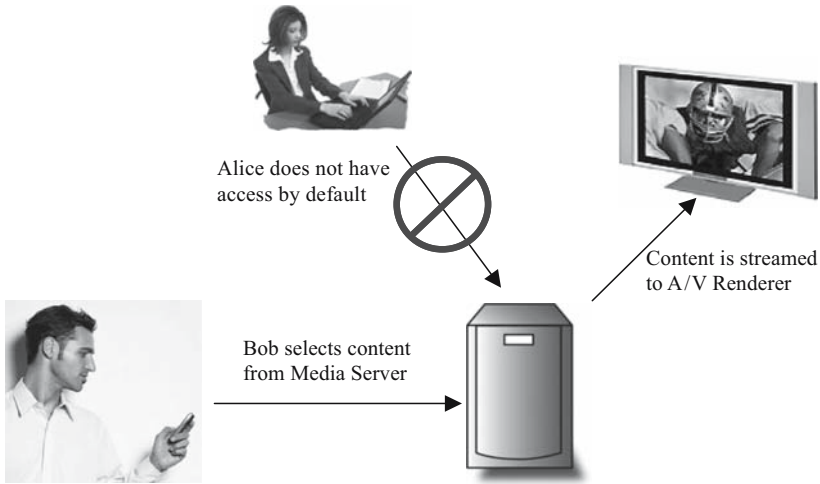 Alice does not have
access by default
Content is streamed
to A/V Renderer
Bob selects content
from Media Server